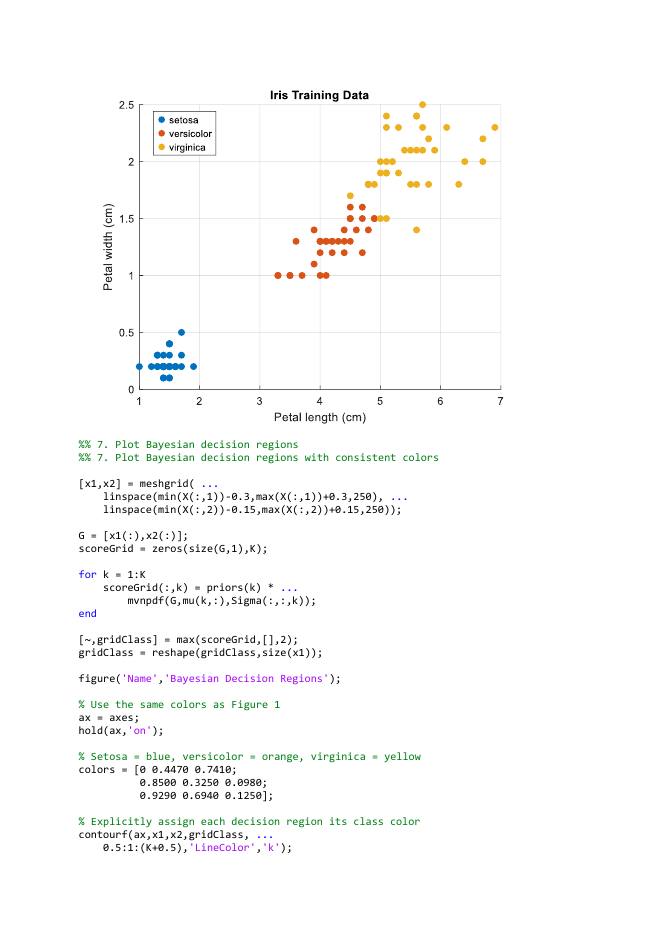 Iris Training Data
setosa
versicolor
virginica
2.5
2
1.5
1
0.5
0
Petal width (cm)
1 2 3 4 5 6 7
Petal length (cm)
%% 7. Plot Bayesian decision regions
%% 7. Plot Bayesian decision regions with consistent colors
[x1,x2] = meshgrid( ...
    linspace(min(X(:,1))-0.3,max(X(:,1))+0.3,250), ...
    linspace(min(X(:,2))-0.15,max(X(:,2))+0.15,250));
G = [x1(:),x2(:)];
scoreGrid = zeros(size(G,1),K);
for k = 1:K
    scoreGrid(:,k) = priors(k) * ...
        mvnpdf(G,mu(k,:),Sigma(:,:,k));
end
[~,gridClass] = max(scoreGrid,[],2);
gridClass = reshape(gridClass,size(x1));
figure('Name','Bayesian Decision Regions');
% Use the same colors as Figure 1
ax = axes;
hold(ax,'on');
% Setosa = blue, versicolor = orange, virginica = yellow
colors = [0 0.4470 0.7410;
          0.8500 0.3250 0.0980;
          0.9290 0.6940 0.1250];
% Explicitly assign each decision region its class color
contourf(ax,x1,x2,gridClass, ...
    0.5:1:(K+0.5),'LineColor','k');